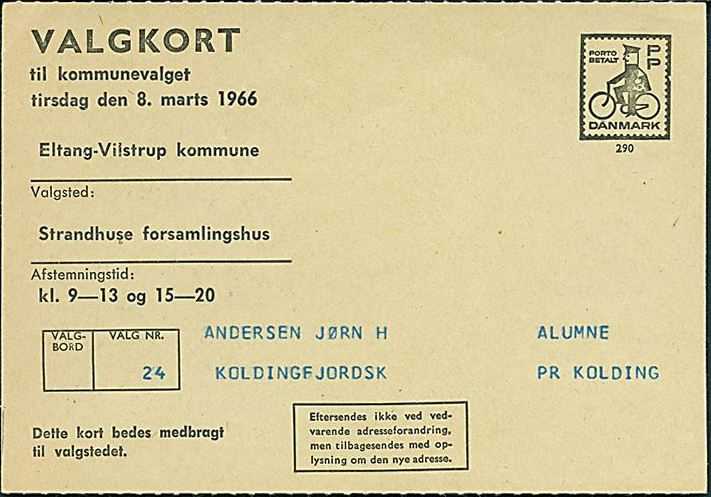 VALGKORT
til kommunevalget
tirsdag den 8. marts 1966
PORTO BETALT PP
DANMARK
290
Eltang-Vilstrup kommune
Valgsted:
Strandhuse forsamlingshus
Afstemningstid:
kl. 9—13 og 15—20
VALG-
BORD
VALG NR.
24
ANDERSEN JØRN H ALUMNE
KOLDINGFJORDSK PR KOLDING
Dette kort bedes medbragt
til valgstedet.
Eftersendes ikke ved ved-
varende adresseforandring,
men tilbagesendes med op-
lysning om den nye adresse.